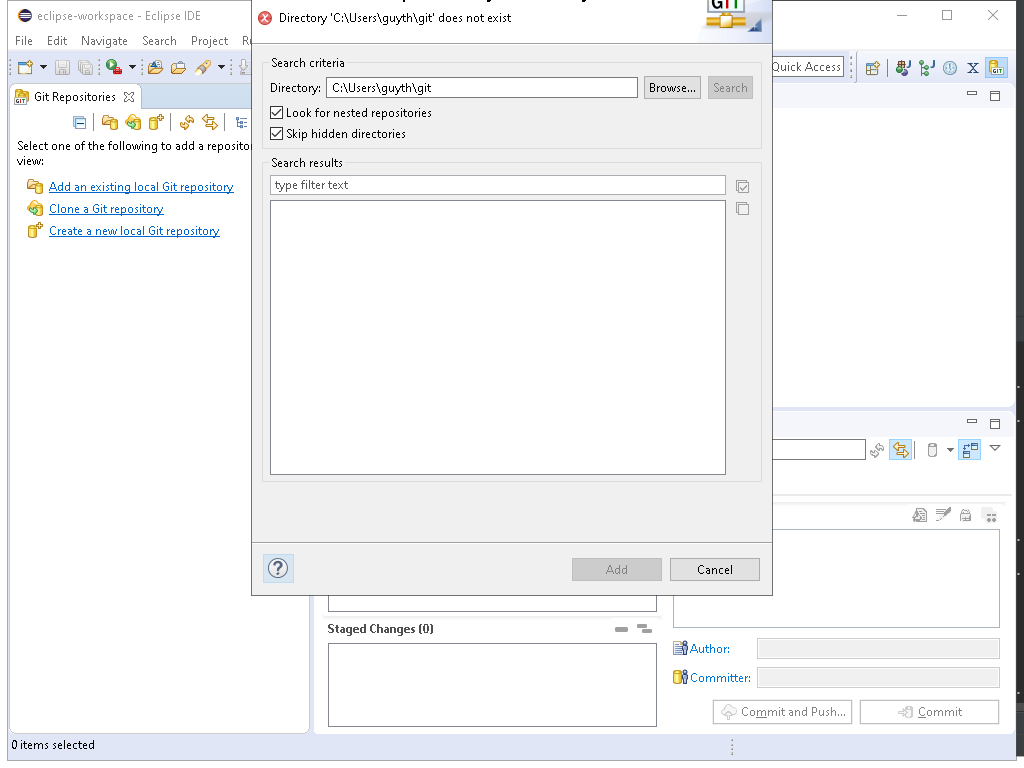 eclipse-workspace - Eclipse IDE
File Edit Navigate Search Project
Directory 'C:\Users\guyth\git' does not exist
GIT
Search criteria
Directory: C:\Users\guyth\git Browse... Search
Look for nested repositories
Skip hidden directories
Search results
type filter text
Add Cancel
Quick Access
GIT
Git Repositories
Select one of the following to add a
view:
Add an existing local Git repository
Clone a Git repository
Create a new local Git repository
Staged Changes (0)
Author:
Committer:
Commit and Push... Commit
0 items selected